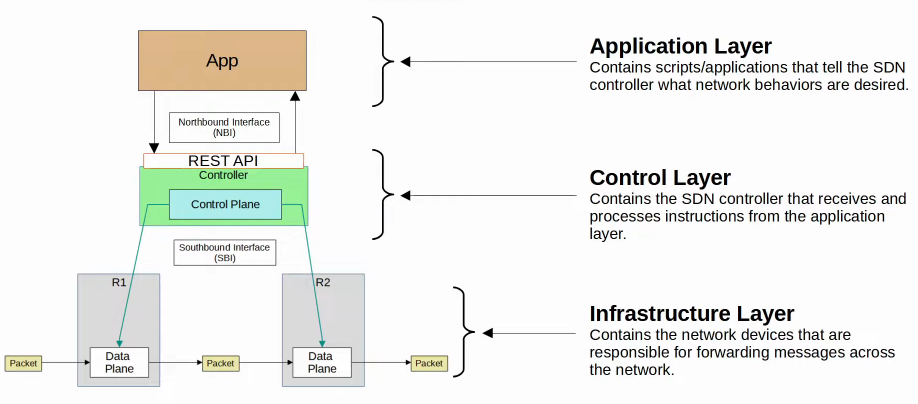 App
Northbound Interface
(NBI)
REST API
Controller
Control Plane
Southbound Interface
(SBI)
R1
R2
Packet
Data
Plane
Packet
Data
Plane
Packet
Application Layer
Contains scripts/applications that tell the SDN
controller what network behaviors are desired.
Control Layer
Contains the SDN controller that receives and
processes instructions from the application
layer.
Infrastructure Layer
Contains the network devices that are
responsible for forwarding messages across
the network.